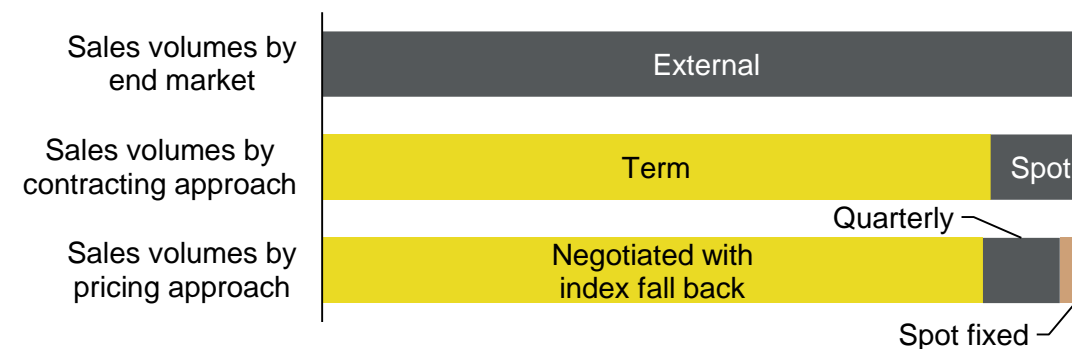 Sales volumes by
end market
External
Sales volumes by
contracting approach
Term
Spot
Quarterly
Sales volumes by
pricing approach
Negotiated with
index fall back
Spot fixed